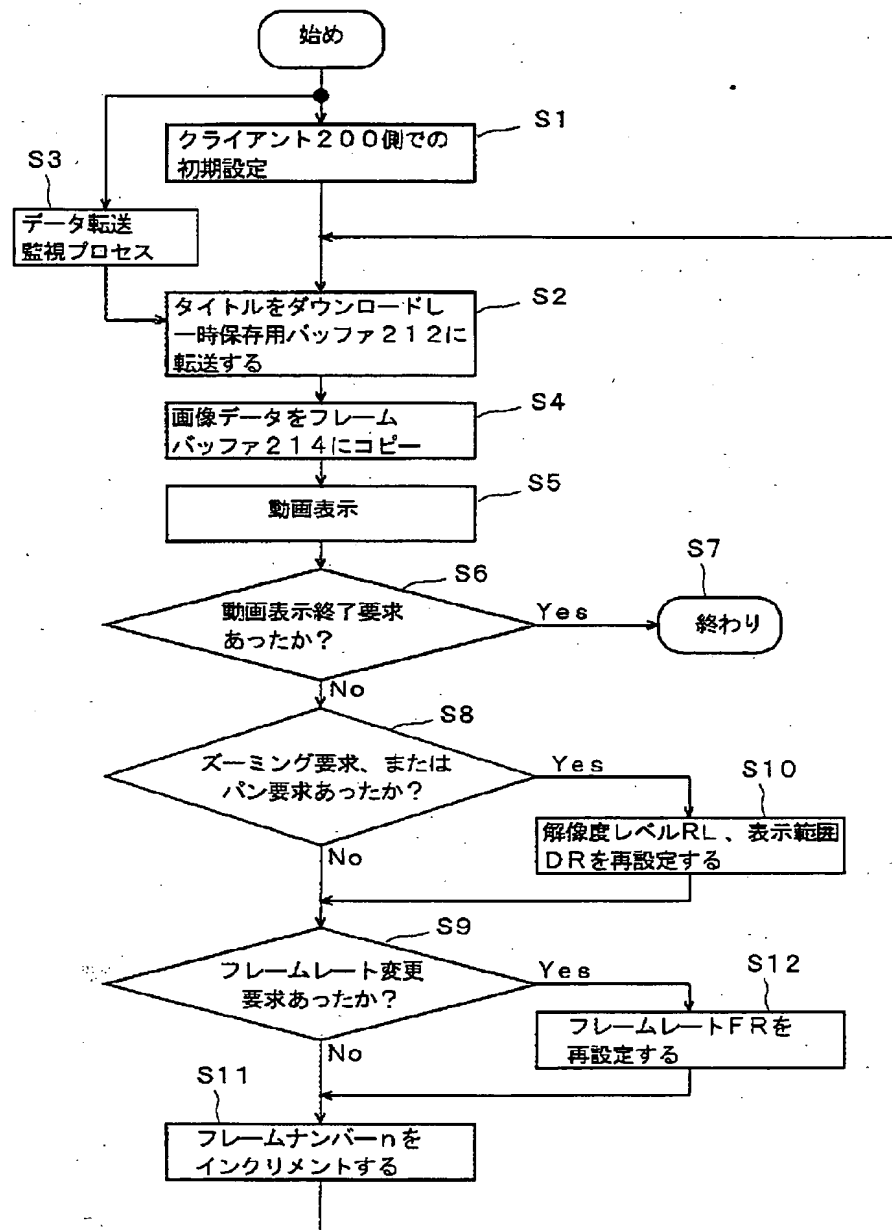 始め
S1
クライアント２００側での
初期設定
S3
データ転送
監視プロセス
S2
タイトルをダウンロードし
一時保存用バッファ２１２に
転送する
S4
画像データをフレーム
バッファ２１４にコピー
S5
動画表示
S6
動画表示終了要求
あったか？
Yes
S7
終わり
No
S8
ズーミング要求、または
パン要求あったか？
Yes
S10
解像度レベルＲＬ、表示範囲
ＤＲを再設定する
No
S9
フレームレート変更
要求あったか？
Yes
S12
フレームレートＦＲを
再設定する
No
S11
フレームナンバーｎを
インクリメントする